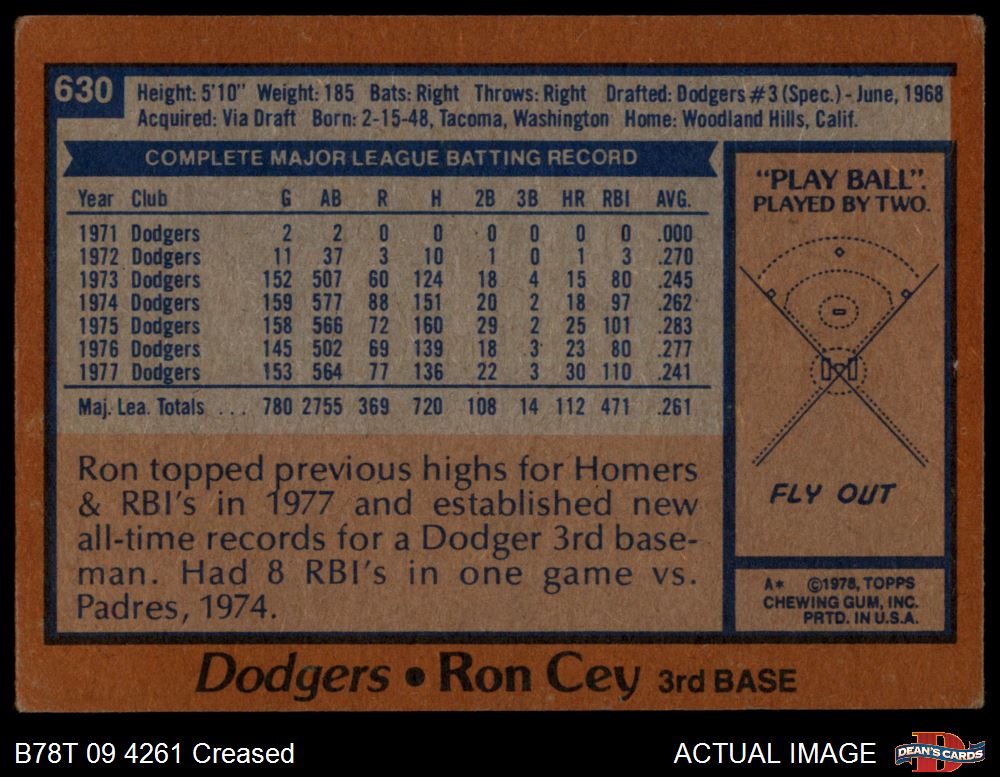 630
Height: 5'10" Weight: 185 Bats: Right Throws: Right Drafted: Dodgers #3 (Spec.) - June, 1968
Acquired: Via Draft Born: 2-15-48, Tacoma, Washington Home: Woodland Hills, Calif.
COMPLETE MAJOR LEAGUE BATTING RECORD
Year Club G AB R H 2B 3B HR RBI AVG.
1971 Dodgers 2 2 0 0 0 0 0 0 .000
1972 Dodgers 11 37 3 10 1 0 1 3 .270
1973 Dodgers 152 507 60 124 18 4 15 80 .245
1974 Dodgers 159 577 88 151 20 2 18 97 .262
1975 Dodgers 158 566 72 160 29 2 25 101 .283
1976 Dodgers 145 502 69 139 18 3 23 80 .277
1977 Dodgers 153 564 77 136 22 3 30 110 .241
Maj. Lea. Totals ... 780 2755 369 720 108 14 112 471 .261
Ron topped previous highs for Homers
& RBI's in 1977 and established new
all-time records for a Dodger 3rd base-
man. Had 8 RBI's in one game vs.
Padres, 1974.
"PLAY BALL".
PLAYED BY TWO.
FLY OUT
A* ©1978, TOPPS
CHEWING GUM, INC.
PRTD. IN U.S.A.
Dodgers • Ron Cey 3rd BASE
B78T 09 4261 Creased
ACTUAL IMAGE
DEAN'S CARDS